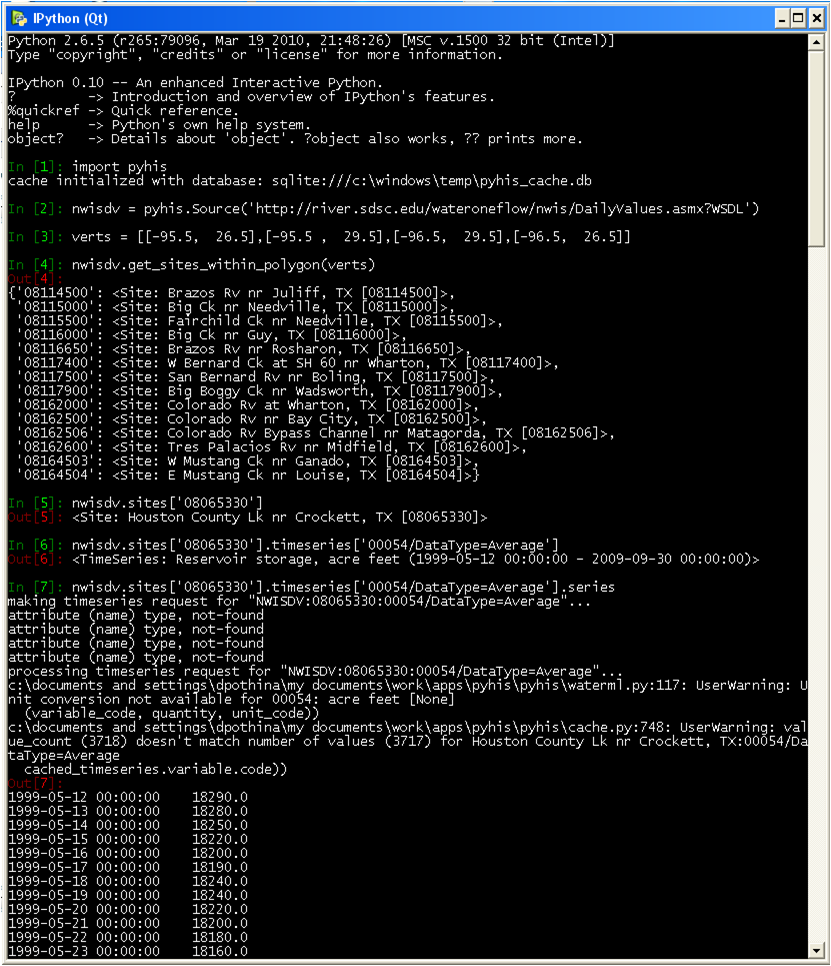 IPython (Qt)
Python 2.6.5 (r265:79096, Mar 19 2010, 21:48:26) [MSC v.1500 32 bit (Intel)]
Type "copyright", "credits" or "license" for more information.
IPython 0.10 -- An enhanced Interactive Python.
?         -> Introduction and overview of IPython's features.
%quickref -> Quick reference.
help      -> Python's own help system.
object?   -> Details about 'object'. ?object also works, ?? prints more.
In [1]: import pyhis
cache initialized with database: sqlite:///c:\windows\temp\pyhis_cache.db
In [2]: nwisdv = pyhis.Source('http://river.sdsc.edu/wateroneflow/nwis/DailyValues.asmx?WSDL')
In [3]: verts = [[-95.5,  26.5],[-95.5 ,  29.5],[-96.5,  29.5],[-96.5,  26.5]]
In [4]: nwisdv.get_sites_within_polygon(verts)
Out[4]:
{'08114500': <Site: Brazos Rv nr Juliff, TX [08114500]>,
 '08115000': <Site: Big Ck nr Needville, TX [08115000]>,
 '08115500': <Site: Fairchild Ck nr Needville, TX [08115500]>,
 '08116000': <Site: Big Ck nr Guy, TX [08116000]>,
 '08116650': <Site: Brazos Rv nr Rosharon, TX [08116650]>,
 '08117400': <Site: W Bernard Ck at SH 60 nr Wharton, TX [08117400]>,
 '08117500': <Site: San Bernard Rv nr Boling, TX [08117500]>,
 '08117900': <Site: Big Boggy Ck nr Wadsworth, TX [08117900]>,
 '08162000': <Site: Colorado Rv at Wharton, TX [08162000]>,
 '08162500': <Site: Colorado Rv nr Bay City, TX [08162500]>,
 '08162506': <Site: Colorado Rv Bypass Channel nr Matagorda, TX [08162506]>,
 '08162600': <Site: Tres Palacios Rv nr Midfield, TX [08162600]>,
 '08164503': <Site: W Mustang Ck nr Ganado, TX [08164503]>,
 '08164504': <Site: E Mustang Ck nr Louise, TX [08164504]>}
In [5]: nwisdv.sites['08065330']
Out[5]: <Site: Houston County Lk nr Crockett, TX [08065330]>
In [6]: nwisdv.sites['08065330'].timeseries['00054/DataType=Average']
Out[6]: <TimeSeries: Reservoir storage, acre feet (1999-05-12 00:00:00 - 2009-09-30 00:00:00)>
In [7]: nwisdv.sites['08065330'].timeseries['00054/DataType=Average'].series
making timeseries request for "NWISDV:08065330:00054/DataType=Average"...
attribute (name) type, not-found
attribute (name) type, not-found
attribute (name) type, not-found
attribute (name) type, not-found
processing timeseries request for "NWISDV:08065330:00054/DataType=Average"...
c:\documents and settings\dpothina\my documents\work\apps\pyhis\pyhis\waterml.py:117: UserWarning: U
nit conversion not available for 00054: acre feet [None]
  (variable_code, quantity, unit_code))
c:\documents and settings\dpothina\my documents\work\apps\pyhis\pyhis\cache.py:748: UserWarning: val
ue_count (3718) doesn't match number of values (3717) for Houston County Lk nr Crockett, TX:00054/Da
taType=Average
  cached_timeseries.variable.code))
Out[7]:
1999-05-12 00:00:00    18290.0
1999-05-13 00:00:00    18280.0
1999-05-14 00:00:00    18250.0
1999-05-15 00:00:00    18220.0
1999-05-16 00:00:00    18200.0
1999-05-17 00:00:00    18190.0
1999-05-18 00:00:00    18240.0
1999-05-19 00:00:00    18240.0
1999-05-20 00:00:00    18220.0
1999-05-21 00:00:00    18200.0
1999-05-22 00:00:00    18180.0
1999-05-23 00:00:00    18160.0